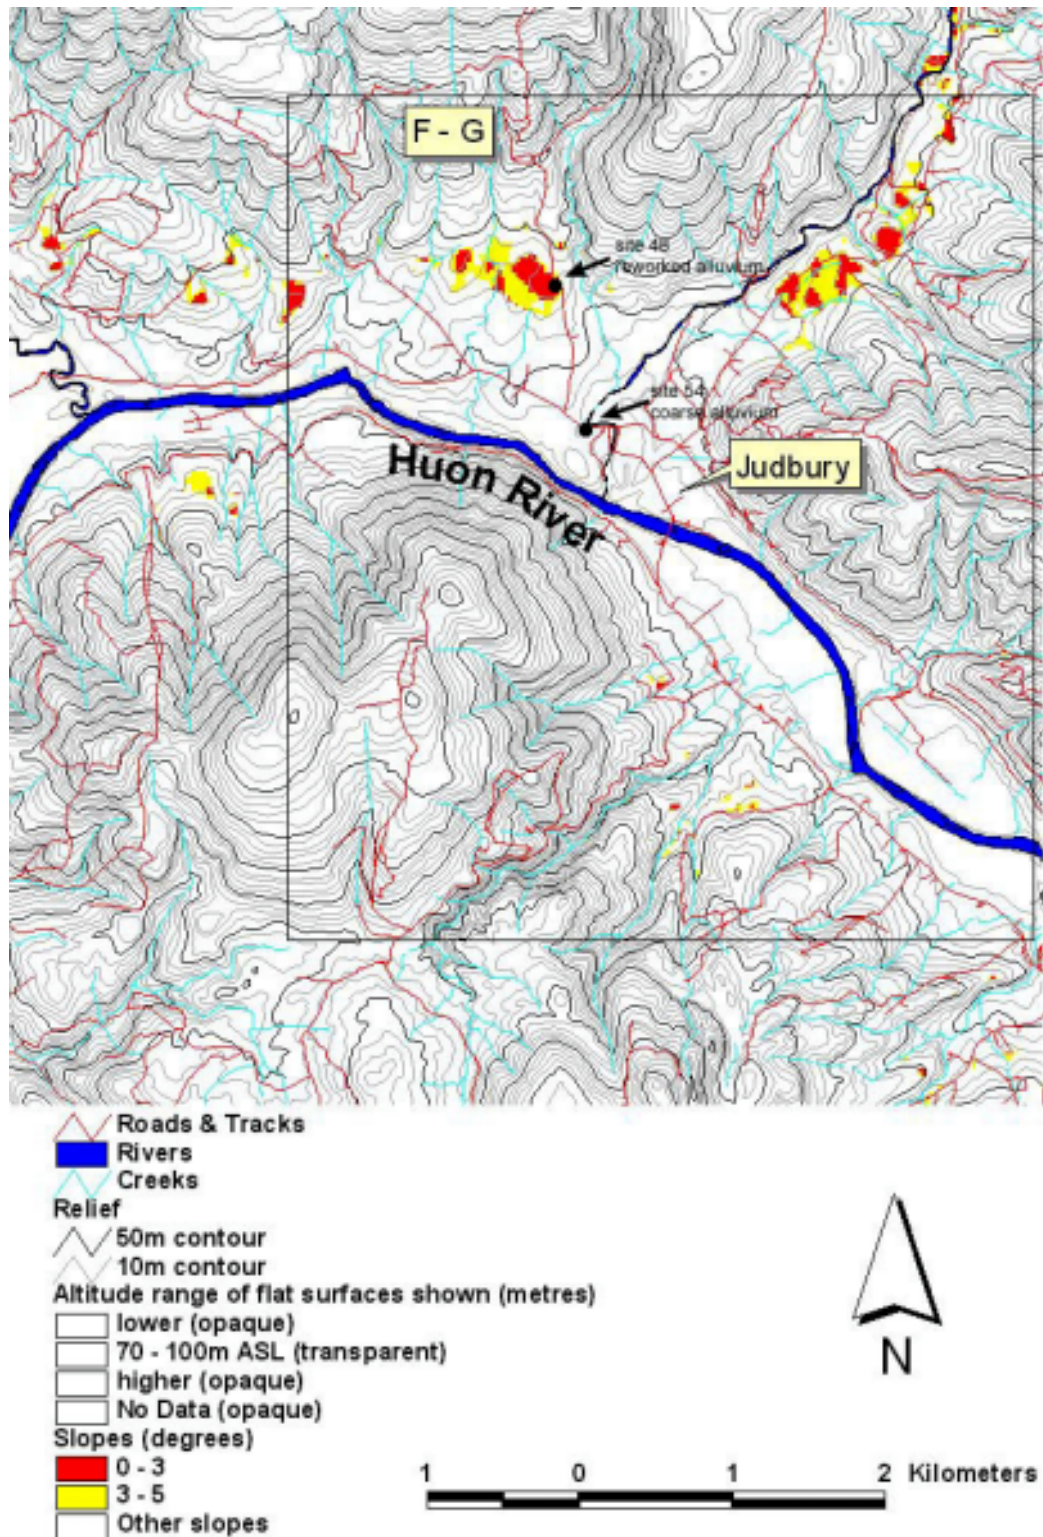 F - G
site 48
reworked alluvium
site 54
coarse alluvium
Judbury
Huon River
Roads & Tracks
Rivers
Creeks
Relief
50m contour
10m contour
Altitude range of flat surfaces shown (metres)
lower (opaque)
70 - 100m ASL (transparent)
higher (opaque)
No Data (opaque)
Slopes (degrees)
0 - 3
3 - 5
Other slopes
N
1 0 1 2 Kilometers